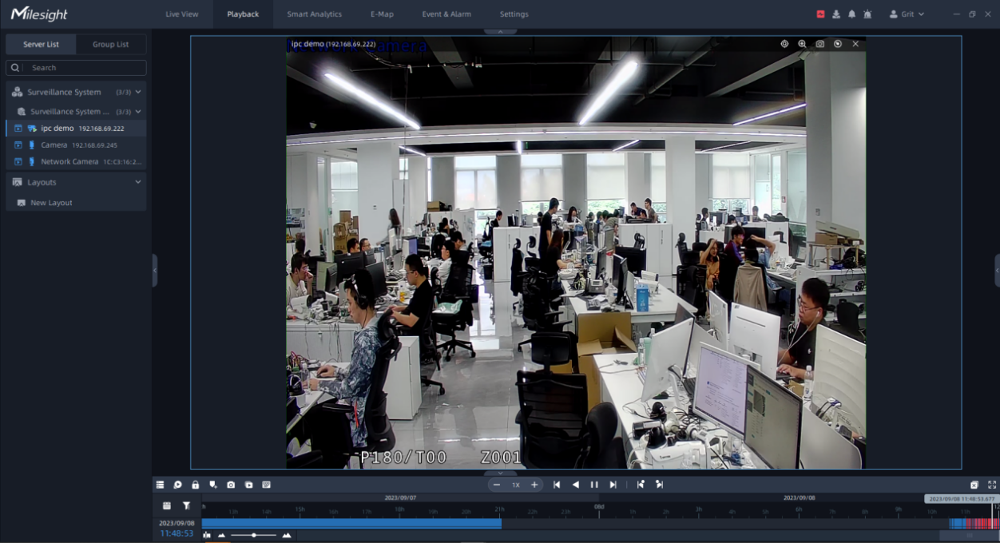 Milesight
Live View
Playback
Smart Analytics
E-Map
Event & Alarm
Settings
Grit
Server List
Group List
Search
Surveillance System (3/3)
Surveillance System ... (3/3)
ipc demo 192.168.69.222
Camera 192.168.69.245
Network Camera 1C:C3:16:2...
Layouts
New Layout
Network Camera
ipc demo (192.168.69.222)
P180/T00 Z001
1X
2023/09/07
2023/09/08
2023/09/08 11:48:53.677
h 13h 14h 15h 16h 17h 18h 19h 20h 21h 22h 23h 08d 1h 2h 3h 4h 5h 6h 7h 8h 9h 10h 11h 12
2023/09/08
11:48:53